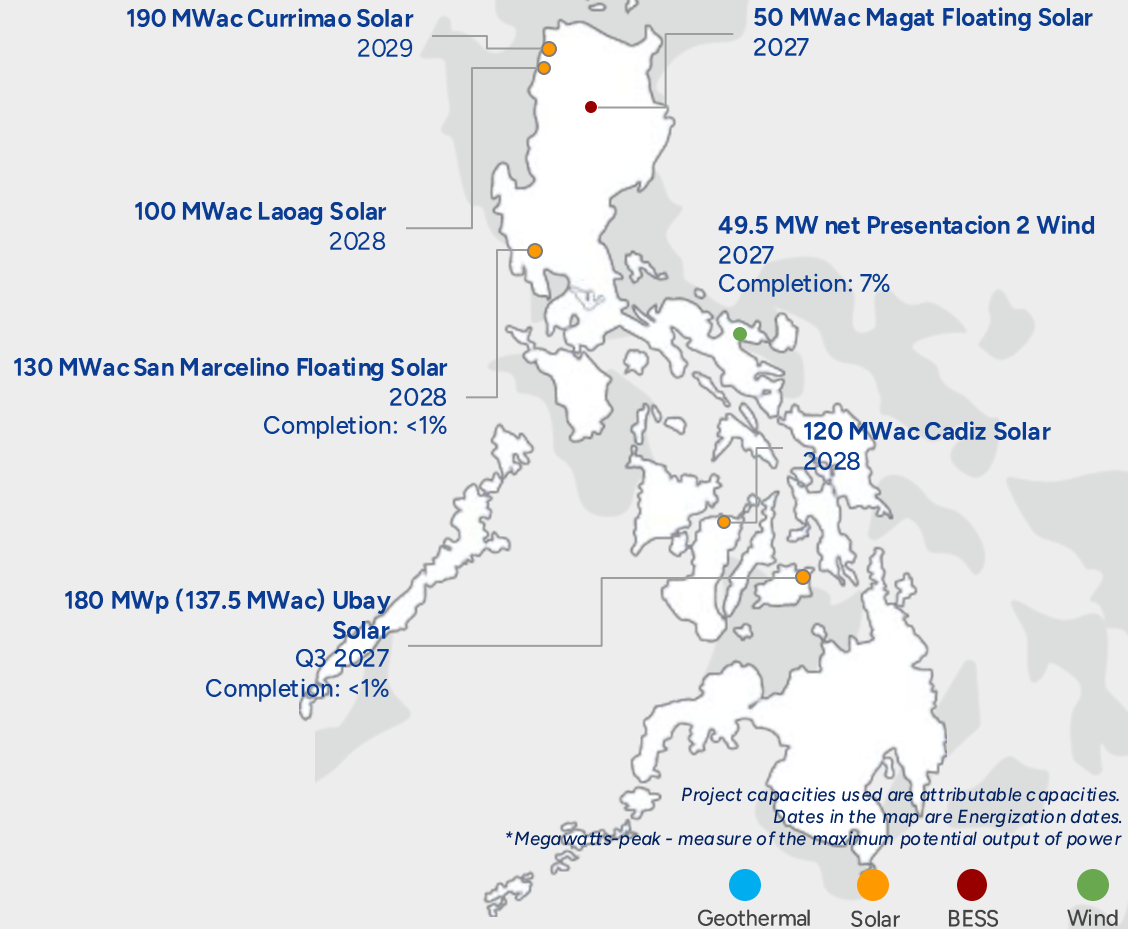 190 MWac Currimao Solar
2029
50 MWac Magat Floating Solar
2027
100 MWac Laoag Solar
2028
49.5 MW net Presentacion 2 Wind
2027
Completion: 7%
130 MWac San Marcelino Floating Solar
2028
Completion: <1%
120 MWac Cadiz Solar
2028
180 MWp (137.5 MWac) Ubay
Solar
Q3 2027
Completion: <1%
Project capacities used are attributable capacities.
Dates in the map are Energization dates.
*Megawatts-peak - measure of the maximum potential output of power
Geothermal
Solar
BESS
Wind